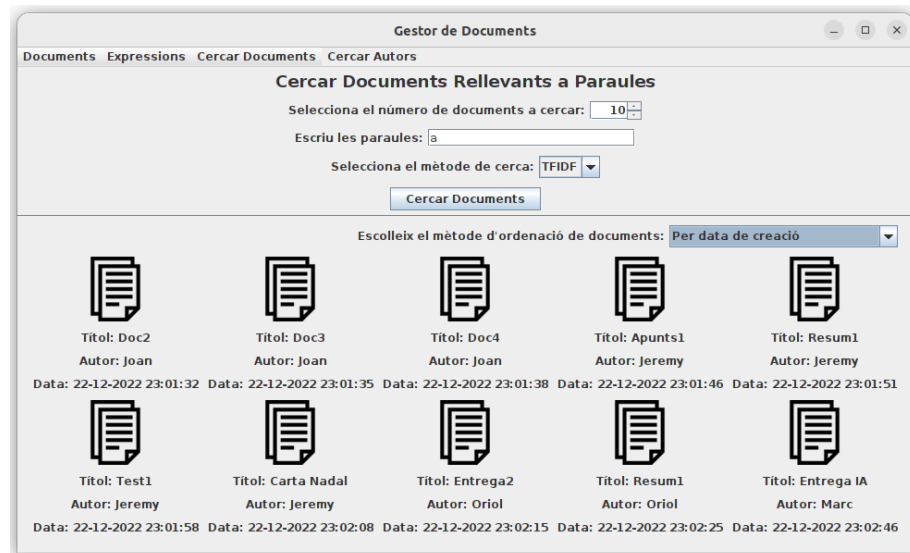 Gestor de Documents
Documents Expressions Cercar Documents Cercar Autors
Cercar Documents Rellevants a Paraules
Selecciona el número de documents a cercar: 10
Escriu les paraules: a
Selecciona el mètode de cerca: TFIDF
Cercar Documents
Escolleix el mètode d'ordenació de documents: Per data de creació
Títol: Doc2 Títol: Doc3 Títol: Doc4 Títol: Apunts1 Títol: Resum1
Autor: Joan Autor: Joan Autor: Joan Autor: Jeremy Autor: Jeremy
Data: 22-12-2022 23:01:32 Data: 22-12-2022 23:01:35 Data: 22-12-2022 23:01:38 Data: 22-12-2022 23:01:46 Data: 22-12-2022 23:01:51
Títol: Test1 Títol: Carta Nadal Títol: Entrega2 Títol: Resum1 Títol: Entrega IA
Autor: Jeremy Autor: Jeremy Autor: Oriol Autor: Oriol Autor: Marc
Data: 22-12-2022 23:01:58 Data: 22-12-2022 23:02:08 Data: 22-12-2022 23:02:15 Data: 22-12-2022 23:02:25 Data: 22-12-2022 23:02:46